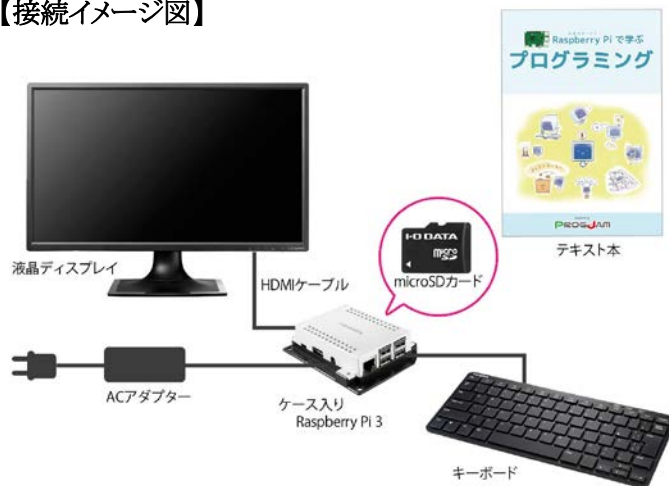 【接続イメージ図】
Raspberry Pi で学ぶ
プログラミング
PROGJAM
テキスト本
I-O DATA
micro
SD
microSDカード
液晶ディスプレイ
HDMIケーブル
ACアダプター
ケース入り
Raspberry Pi 3
キーボード